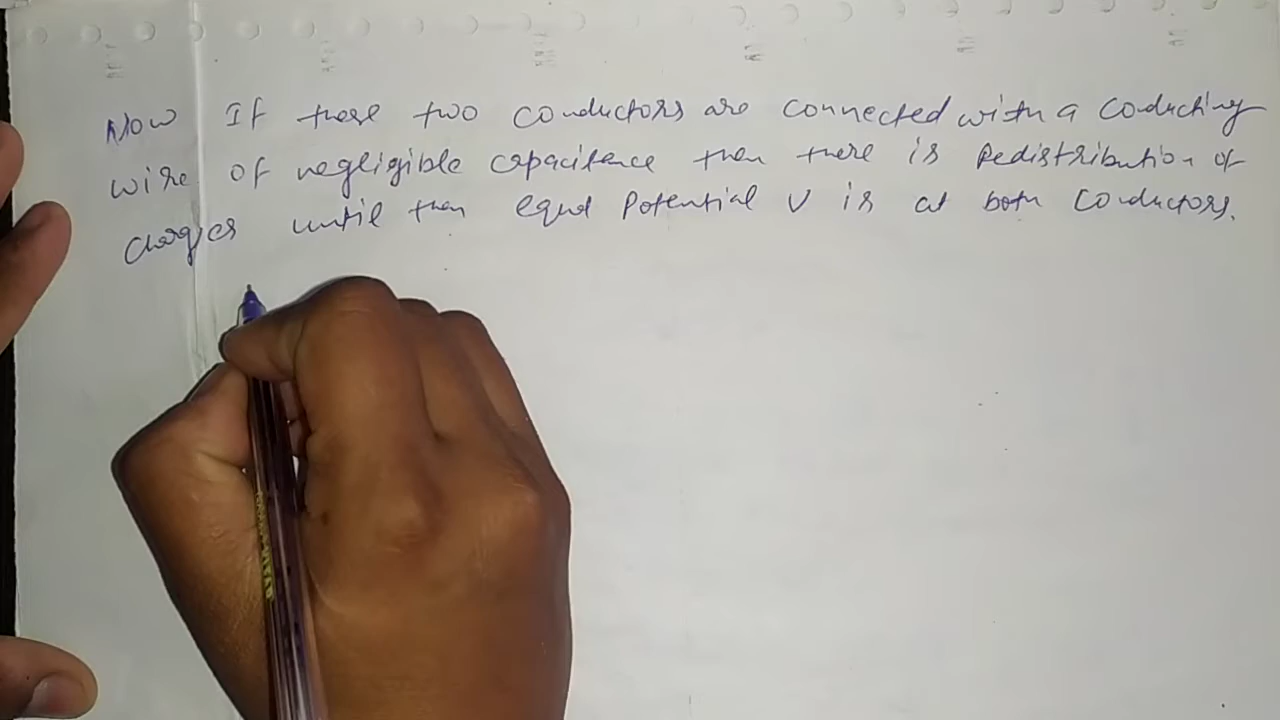 Now If these two conductors are connected with a conducting
wire of negligible capacitence then there is Redistribution of
charges until then equal Potential V is at both Conductors.